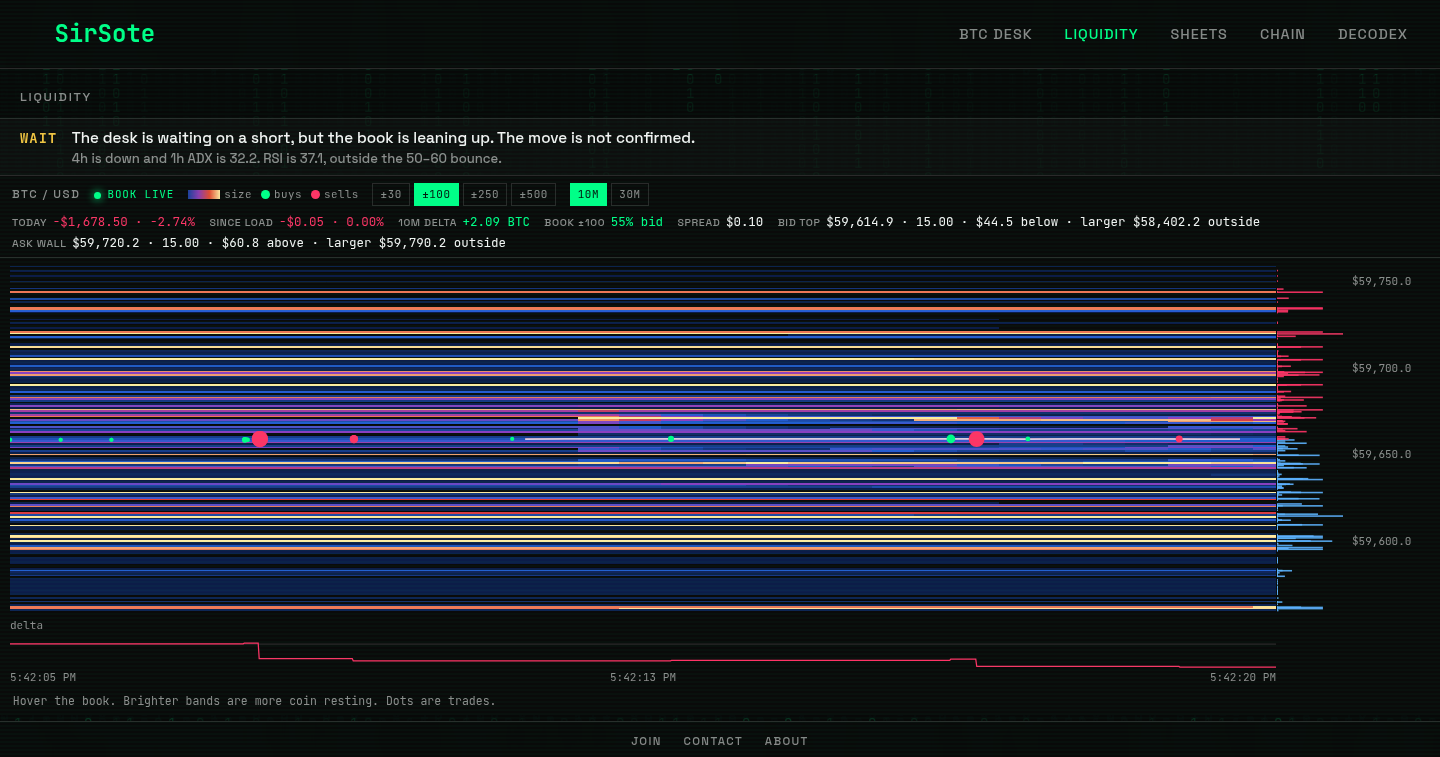 SirSote
BTC DESK LIQUIDITY SHEETS CHAIN DECODEX
LIQUIDITY
WAIT The desk is waiting on a short, but the book is leaning up. The move is not confirmed.
4h is down and 1h ADX is 32.2. RSI is 37.1, outside the 50–60 bounce.
BTC / USD BOOK LIVE size buys sells ±30 ±100 ±250 ±500 10M 30M
TODAY -$1,678.50 · -2.74% SINCE LOAD -$0.05 · 0.00% 10M DELTA +2.09 BTC BOOK ±100 55% bid SPREAD $0.10 BID TOP $59,614.9 · 15.00 · $44.5 below · larger $58,402.2 outside
ASK WALL $59,720.2 · 15.00 · $60.8 above · larger $59,790.2 outside
$59,750.0
$59,700.0
$59,650.0
$59,600.0
delta
5:42:05 PM 5:42:13 PM 5:42:20 PM
Hover the book. Brighter bands are more coin resting. Dots are trades.
JOIN CONTACT ABOUT